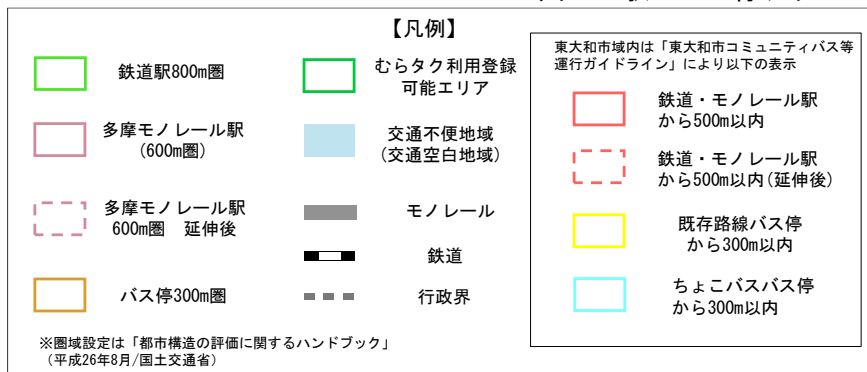 【凡例】
鉄道駅800m圏
多摩モノレール駅
(600m圏)
多摩モノレール駅
600m圏　延伸後
バス停300m圏
むらタク利用登録
可能エリア
交通不便地域
(交通空白地域)
モノレール
鉄道
行政界
※圏域設定は「都市構造の評価に関するハンドブック」
（平成26年8月/国土交通省）
東大和市域内は「東大和市コミュニティバス等
運行ガイドライン」により以下の表示
鉄道・モノレール駅
から500m以内
鉄道・モノレール駅
から500m以内(延伸後)
既存路線バス停
から300m以内
ちょこバスバス停
から300m以内